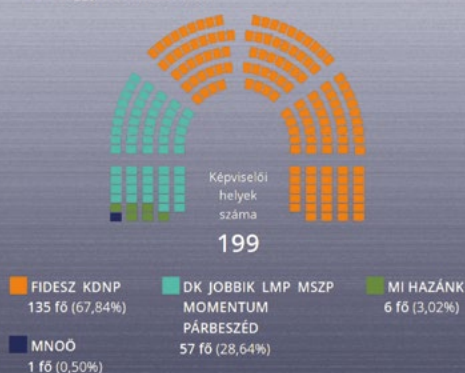 Képviselői
helyek
száma
199
FIDESZ KDNP
135 fő (67,84%)
DK JOBBIK LMP MSZP
MOMENTUM
PÁRBESZÉD
57 fő (28,64%)
MI HAZÁNK
6 fő (3,02%)
MNOÖ
1 fő (0,50%)